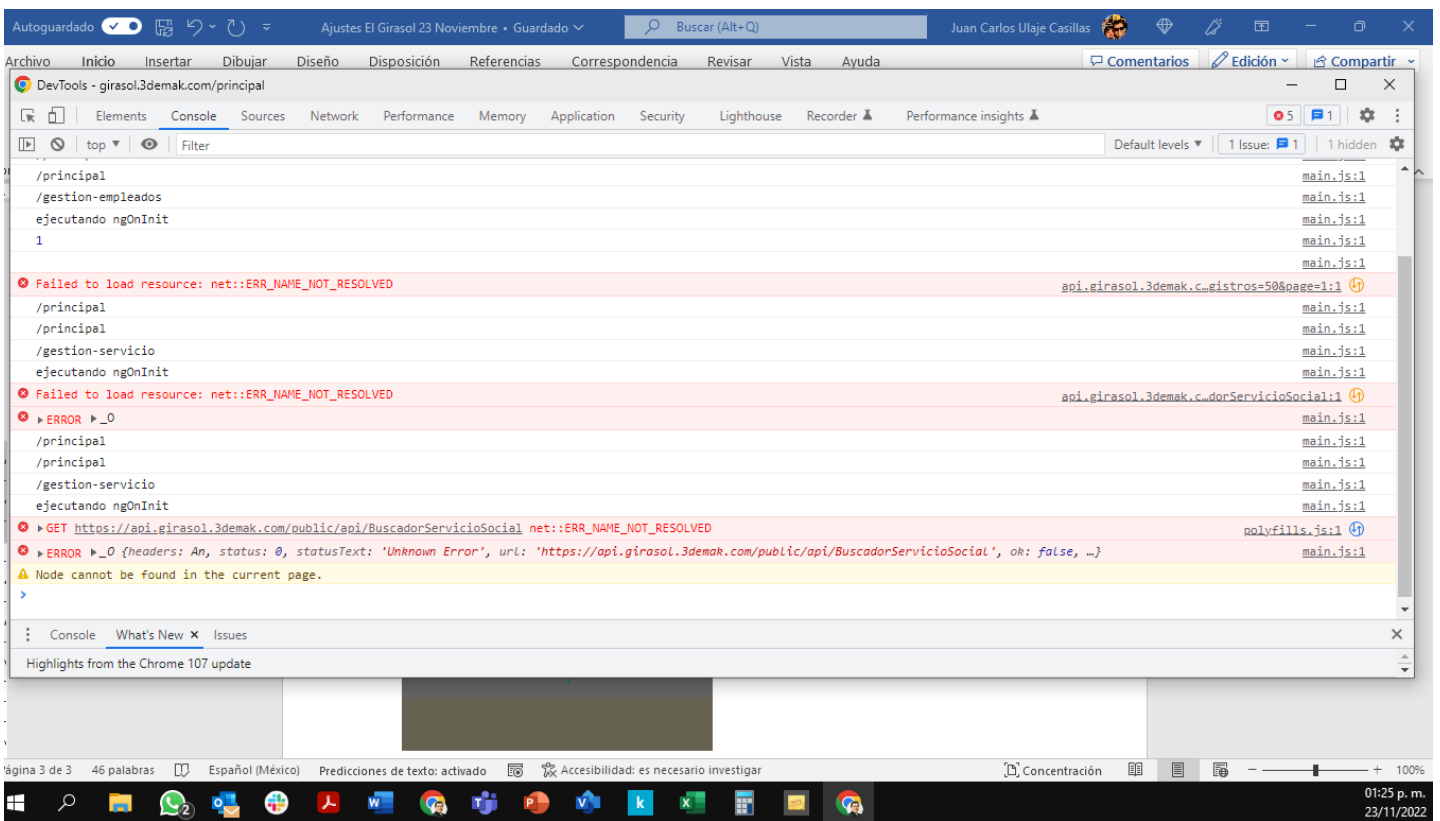 Autoguardado Ajustes El Girasol 23 Noviembre • Guardado Buscar (Alt+Q) Juan Carlos Ulaje Casillas
Archivo Inicio Insertar Dibujar Diseño Disposición Referencias Correspondencia Revisar Vista Ayuda Comentarios Edición Compartir
DevTools - girasol.3demak.com/principal
Elements Console Sources Network Performance Memory Application Security Lighthouse Recorder Performance insights 5 1
top Filter Default levels 1 Issue: 1 1 hidden
/principal main.js:1
/gestion-empleados main.js:1
ejecutando ngOnInit main.js:1
1 main.js:1
main.js:1
Failed to load resource: net::ERR_NAME_NOT_RESOLVED api.girasol.3demak.c…gistros=50&page=1:1
/principal main.js:1
/principal main.js:1
/gestion-servicio main.js:1
ejecutando ngOnInit main.js:1
Failed to load resource: net::ERR_NAME_NOT_RESOLVED api.girasol.3demak.c…dorServicioSocial:1
ERROR _O main.js:1
/principal main.js:1
/principal main.js:1
/gestion-servicio main.js:1
ejecutando ngOnInit main.js:1
GET https://api.girasol.3demak.com/public/api/BuscadorServicioSocial net::ERR_NAME_NOT_RESOLVED polyfills.js:1
ERROR _O {headers: An, status: 0, statusText: 'Unknown Error', url: 'https://api.girasol.3demak.com/public/api/BuscadorServicioSocial', ok: false, …} main.js:1
Node cannot be found in the current page.
>
Console What's New × Issues
Highlights from the Chrome 107 update
Página 3 de 3 46 palabras Español (México) Predicciones de texto: activado Accesibilidad: es necesario investigar Concentración 100%
01:25 p. m.
23/11/2022